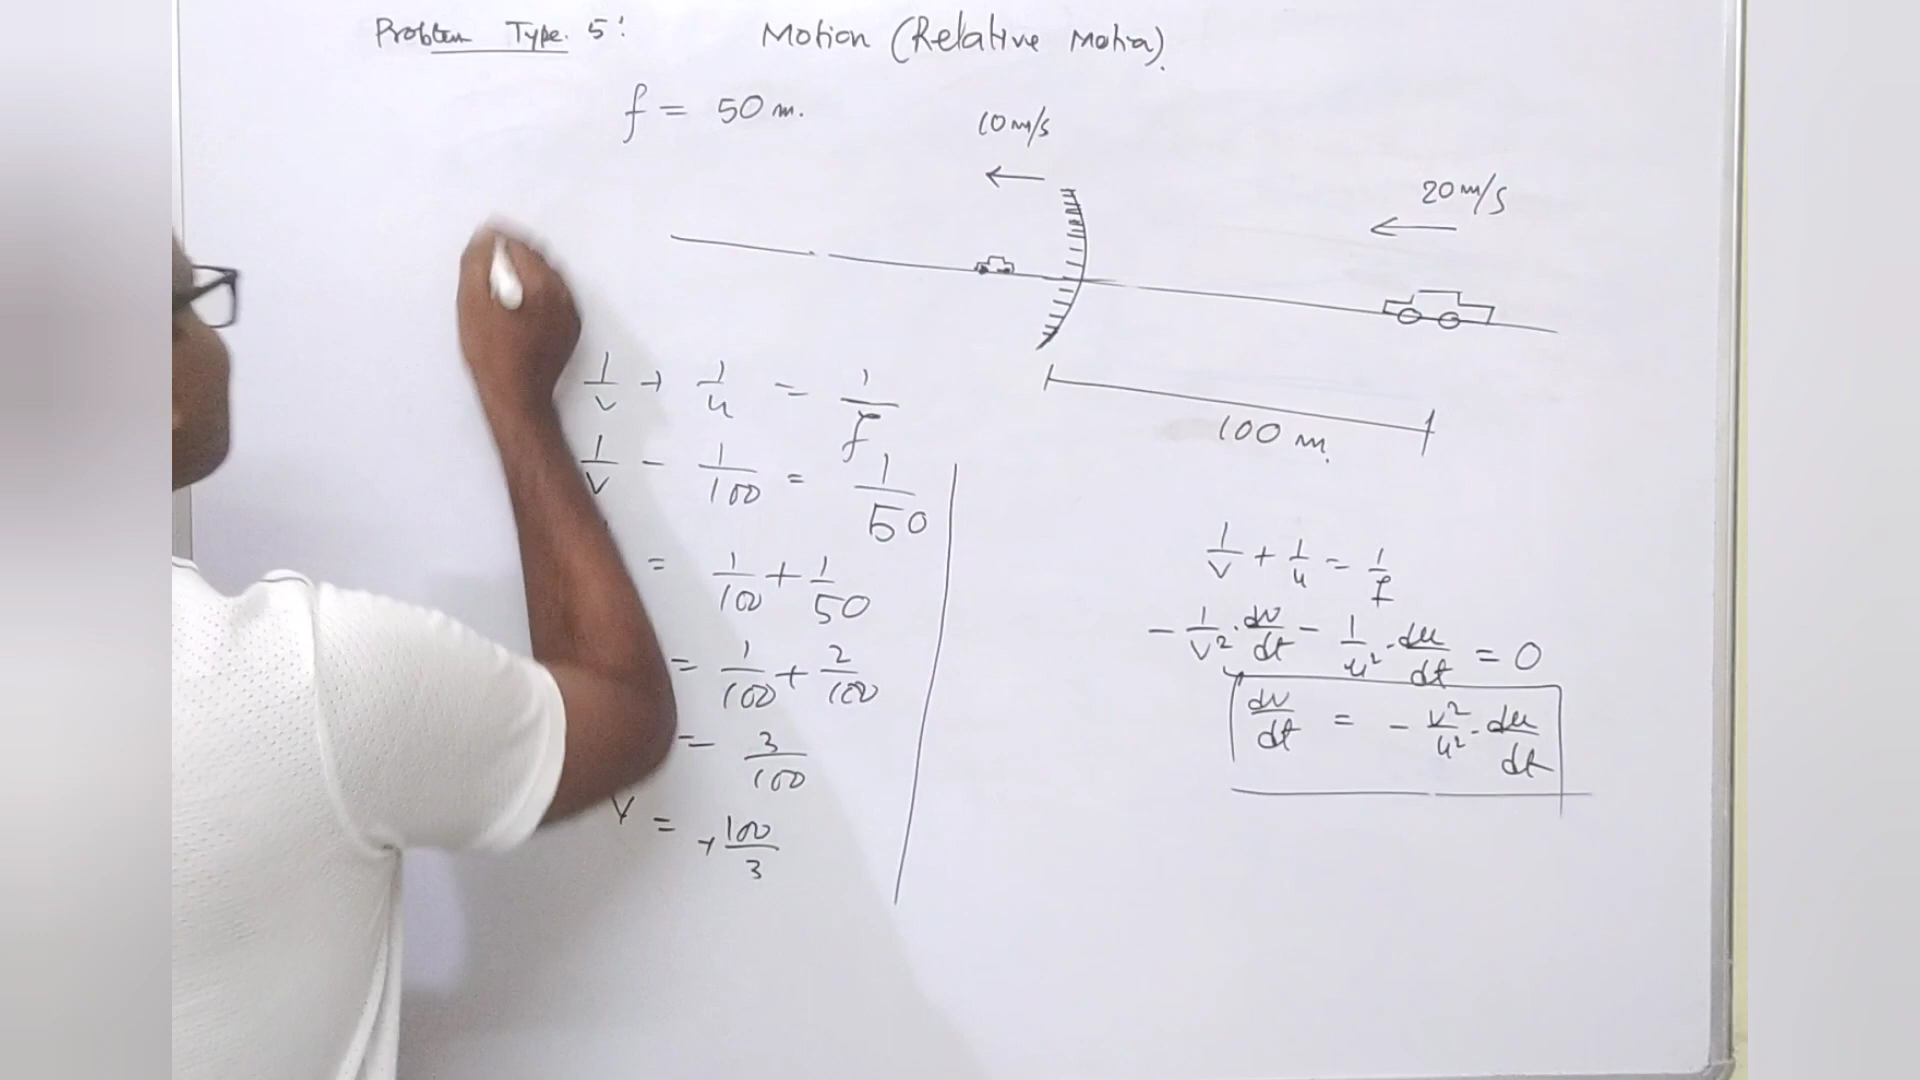 Problem Type 5: Motion (Relative Motion).
f = 50 m.
10 m/s
20 m/s
100 m.
1/v + 1/u = 1/f
1/v - 1/100 = 1/50
= 1/100 + 1/50
= 1/100 + 2/100
= 3/100
v = +100/3
1/v + 1/u = 1/f
- 1/v² · dv/dt - 1/u² · du/dt = 0
dv/dt = - v²/u² · du/dt